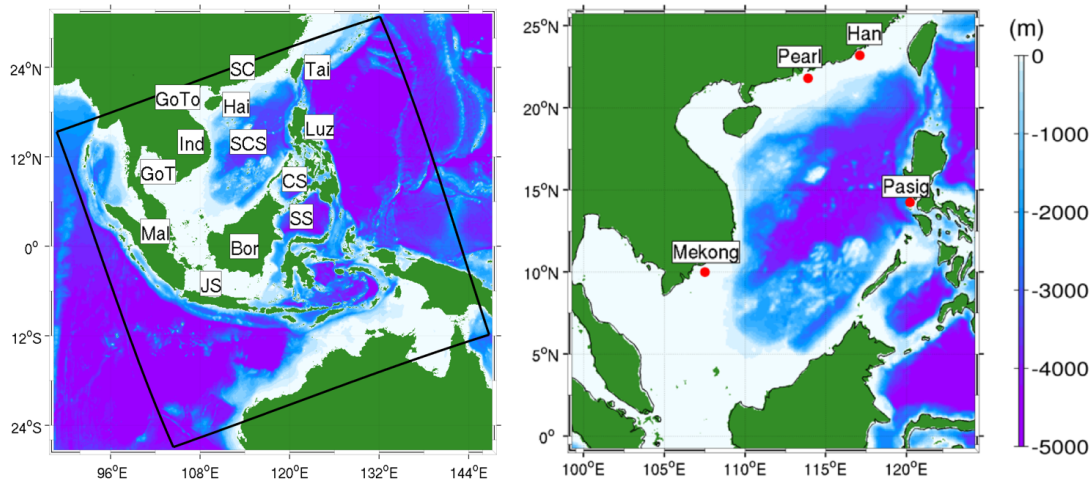 24°N
12°N
0°
12°S
24°S
96°E
108°E
120°E
132°E
144°E
SC
Tai
GoTo
Hai
Luz
Ind
SCS
GoT
CS
SS
Mal
Bor
JS
25°N
20°N
15°N
10°N
5°N
0°
100°E
105°E
110°E
115°E
120°E
Han
Pearl
Pasig
Mekong
(m)
0
-1000
-2000
-3000
-4000
-5000